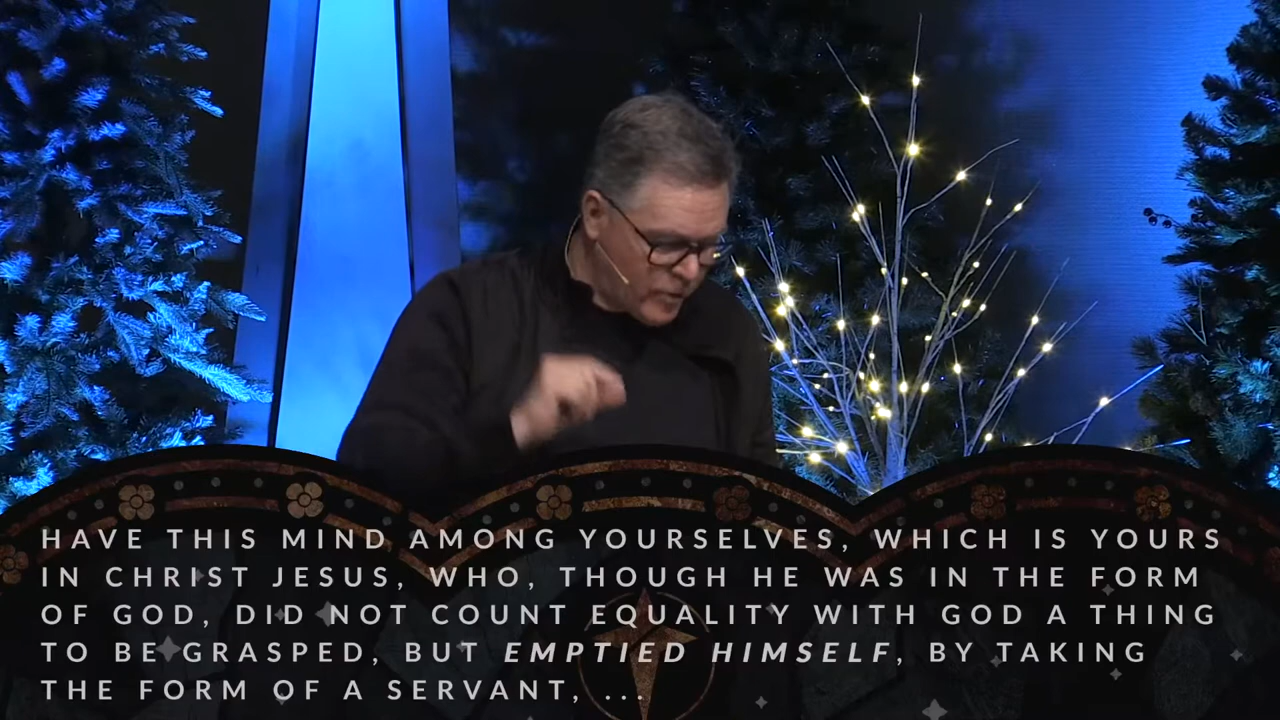 HAVE THIS MIND AMONG YOURSELVES, WHICH IS YOURS
IN CHRIST JESUS, WHO, THOUGH HE WAS IN THE FORM
OF GOD, DID NOT COUNT EQUALITY WITH GOD A THING
TO BE GRASPED, BUT EMPTIED HIMSELF, BY TAKING
THE FORM OF A SERVANT, ...